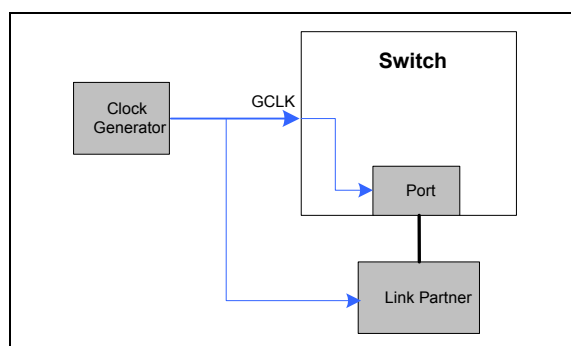 Switch
Clock
Generator
GCLK
Port
Link Partner